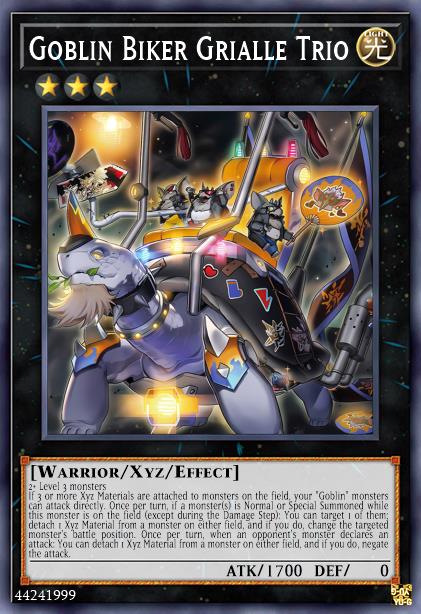 GOBLIN BIKER GRIALLE TRIO
LIGHT
光
[WARRIOR/XYZ/EFFECT]
2+ Level 3 monsters
If 3 or more Xyz Materials are attached to monsters on the field, your "Goblin" monsters
can attack directly. Once per turn, if a monster(s) is Normal or Special Summoned while
this monster is on the field (except during the Damage Step): You can target 1 of them;
detach 1 Xyz Material from a monster on either field, and if you do, change the targeted
monster's battle position. Once per turn, when an opponent's monster declares an
attack: You can detach 1 Xyz Material from a monster on either field, and if you do, negate
the attack.
ATK/1700 DEF/ 0
44241999